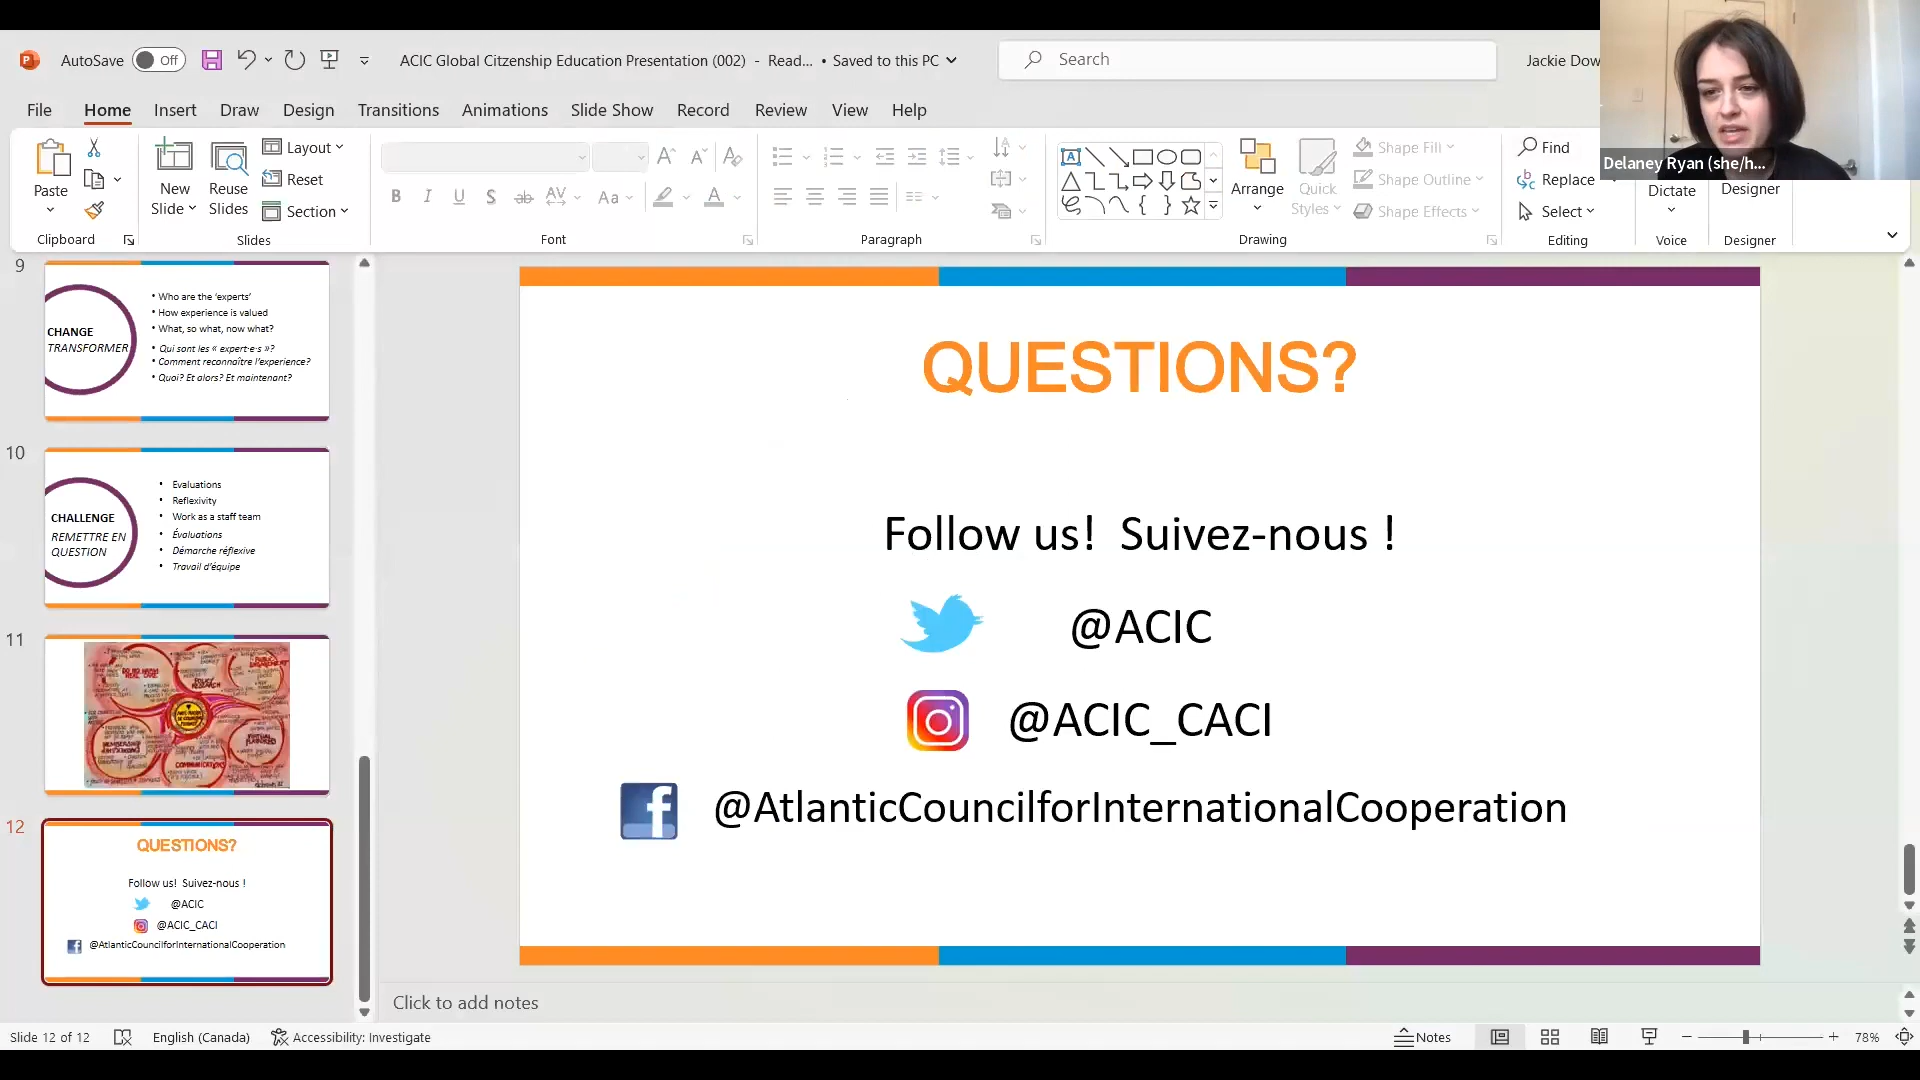 AutoSave Off ACIC Global Citzenship Education Presentation (002) - Read... • Saved to this PC Search Jackie Dow
File Home Insert Draw Design Transitions Animations Slide Show Record Review View Help
Paste
Clipboard
New Slide
Reuse Slides
Layout
Reset
Section
Slides
B I U S ab AV Aa A
Font
Paragraph
Arrange
Quick Styles
Shape Fill
Shape Outline
Shape Effects
Drawing
Find
Replace
Select
Editing
Dictate
Voice
Designer
Designer
Delaney Ryan (she/h...
9
CHANGE
TRANSFORMER
• Who are the ‘experts’
• How experience is valued
• What, so what, now what?
• Qui sont les « expert·e·s »?
• Comment reconnaître l’experience?
• Quoi? Et alors? Et maintenant?
10
CHALLENGE
REMETTRE EN
QUESTION
• Evaluations
• Reflexivity
• Work as a staff team
• Évaluations
• Démarche réflexive
• Travail d’équipe
11
COMMUNICATIONS
12
QUESTIONS?
Follow us! Suivez-nous !
@ACIC
@ACIC_CACI
@AtlanticCouncilforInternationalCooperation
QUESTIONS?
Follow us! Suivez-nous !
@ACIC
@ACIC_CACI
@AtlanticCouncilforInternationalCooperation
Click to add notes
Slide 12 of 12 English (Canada) Accessibility: Investigate Notes 78%